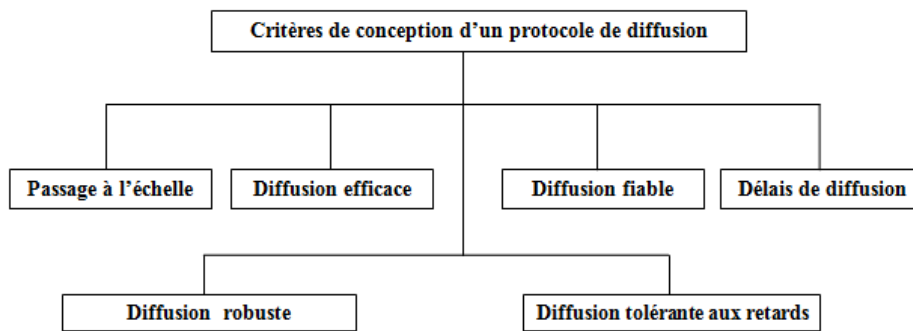 Critères de conception d'un protocole de diffusion
Passage à l'échelle
Diffusion efficace
Diffusion fiable
Délais de diffusion
Diffusion robuste
Diffusion tolérante aux retards